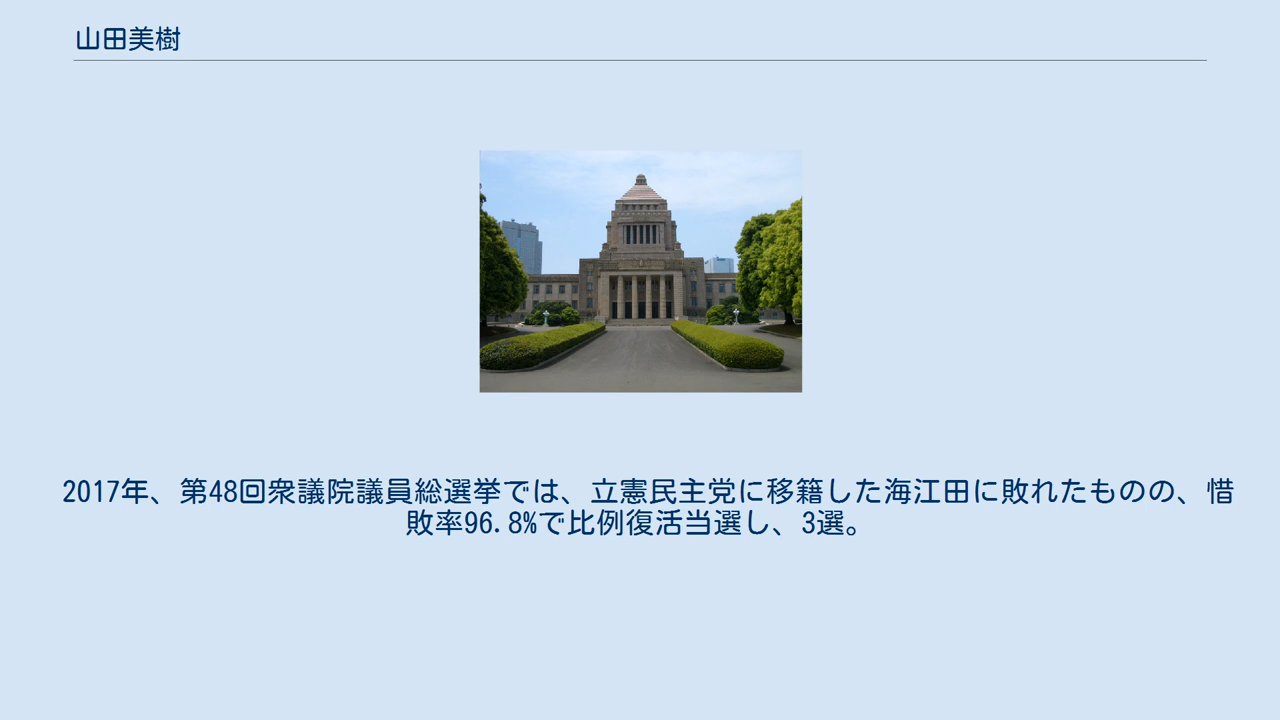 山田美樹
2017年、第48回衆議院議員総選挙では、立憲民主党に移籍した海江田に敗れたものの、惜
敗率96.8%で比例復活当選し、3選。